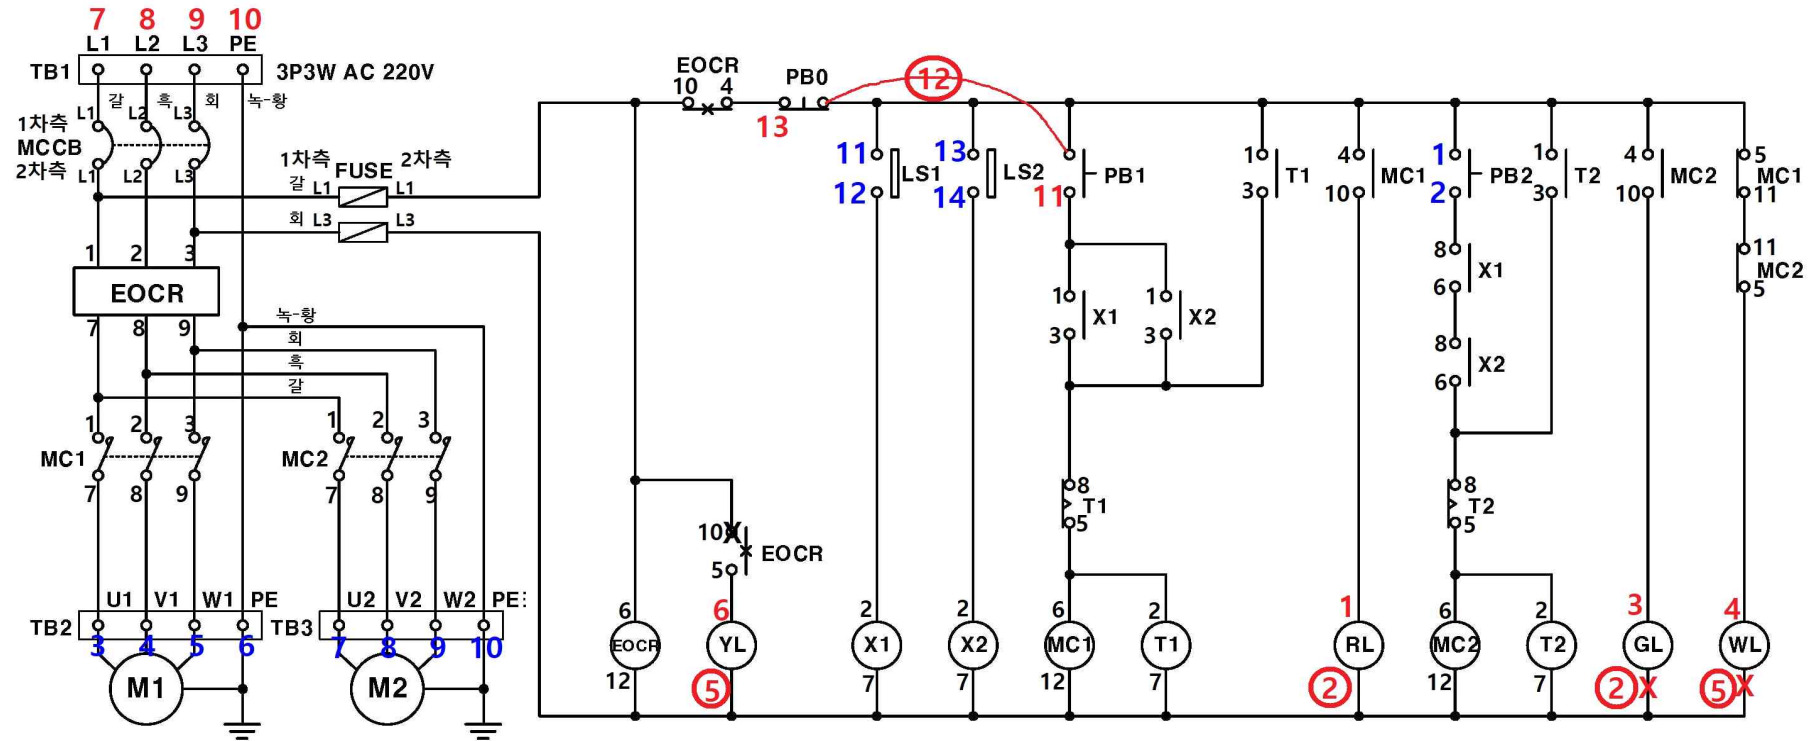 7 8 9 10
L1 L2 L3 PE
TB1 3P3W AC 220V
갈 흑 회 녹-황
L1 L2 L3
1차측
MCCB
2차측
L1 L2 L3
1차측 FUSE 2차측
갈 L1 L1
회 L3 L3
1 2 3
EOCR
7 8 9
녹-황
회
흑
갈
1 2 3
MC1
7 8 9
1 2 3
MC2
7 8 9
U1 V1 W1 PE
TB2
3 4 5 6
M1
U2 V2 W2 PE
TB3
7 8 9 10
M2
EOCR
10 4
PB0
13
12
11
LS1
12
13
LS2
14
PB1
11
1
X1
3
1
X2
3
1
T1
3
8
T1
5
4
MC1
10
1
PB2
2
8
X1
6
8
X2
6
1
T2
3
8
T2
5
4
MC2
10
5
MC1
11
11
MC2
5
10X
EOCR
5
6
EOCR
12
6
YL
5
2
X1
7
2
X2
7
6
MC1
12
2
T1
7
1
RL
2
6
MC2
12
2
T2
7
3
GL
2 X
4
WL
5 X